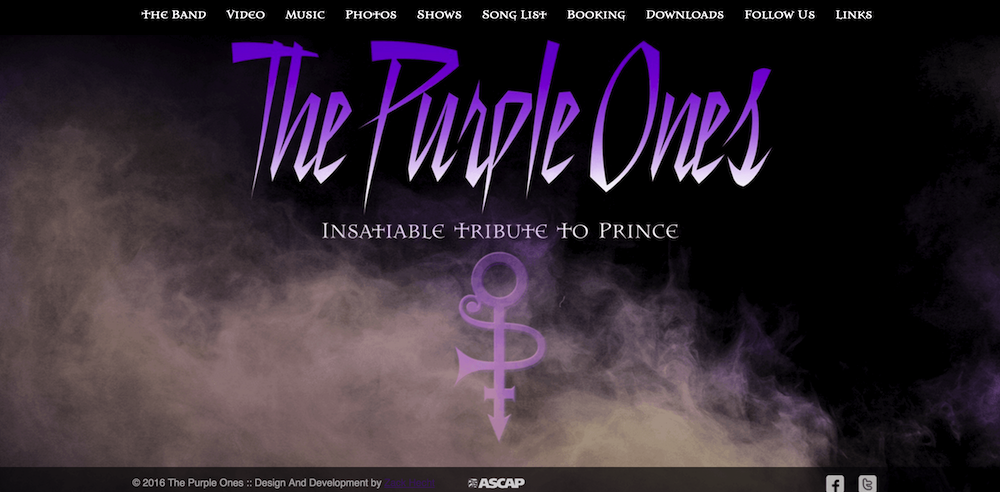 The Band Video Music Photos Shows Song List Booking Downloads Follow Us Links
The Purple Ones
Insatiable Tribute to Prince
© 2016 The Purple Ones :: Design And Development by
ASCAP